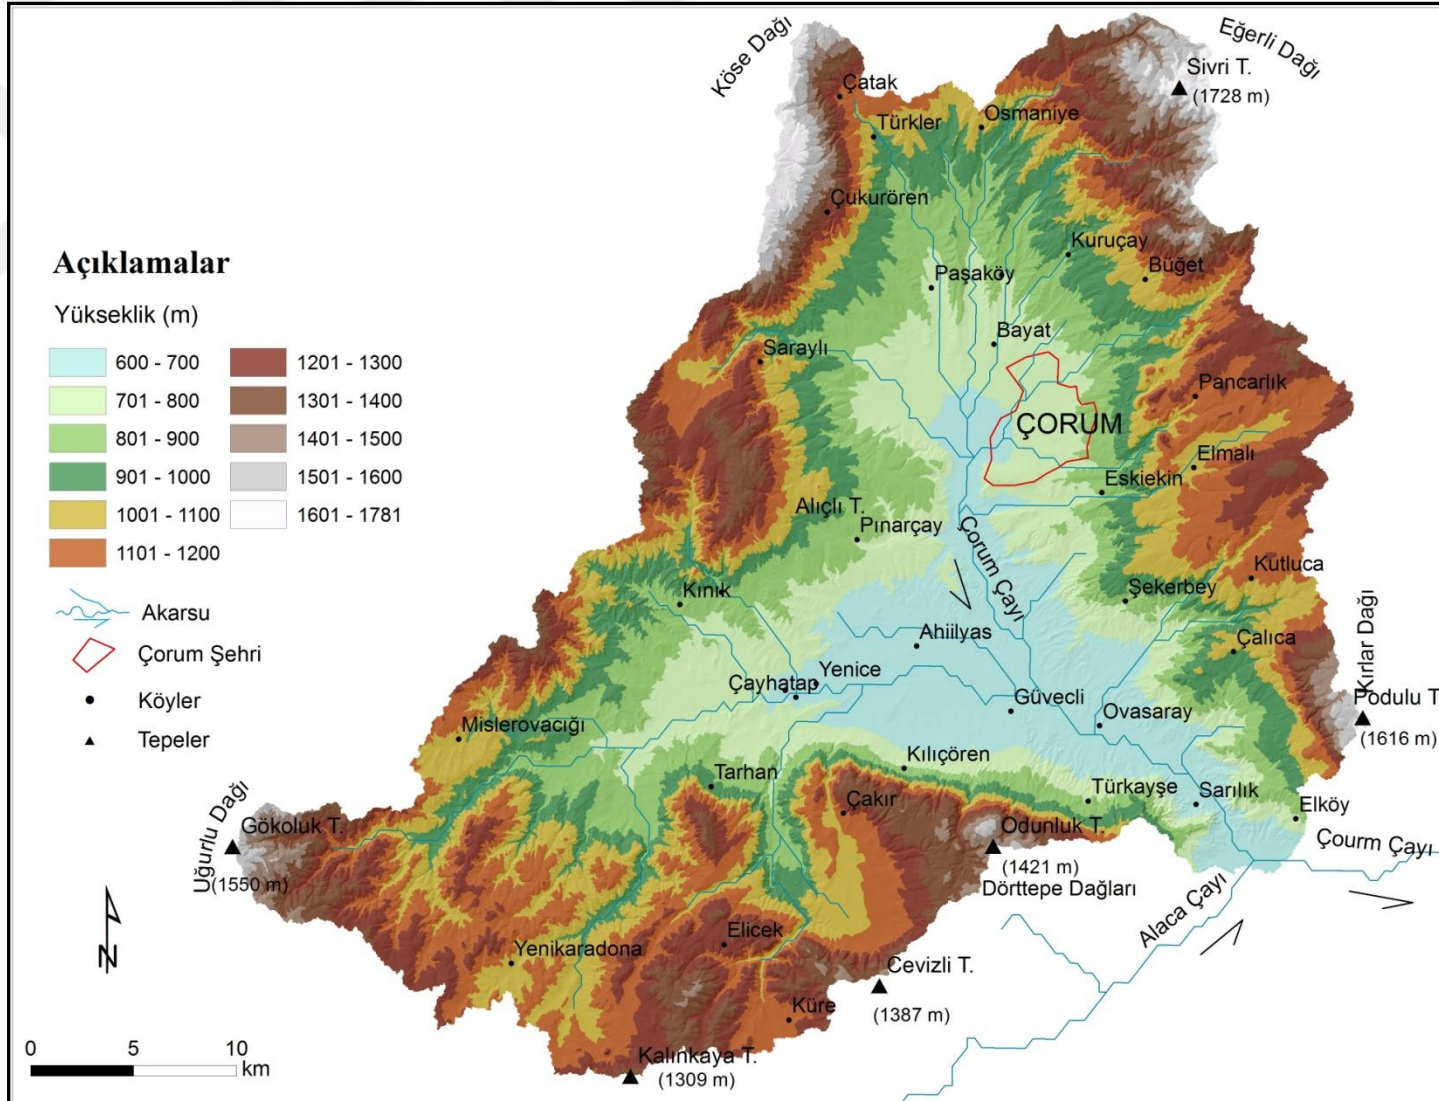 Köse Dağı
Eğerli Dağı
Sivri T.
(1728 m)
Çatak
Osmaniye
Türkler
Çukurören
Kuruçay
Büğet
Paşaköy
Açıklamalar
Yükseklik (m)
600 - 700
1201 - 1300
701 - 800
1301 - 1400
801 - 900
1401 - 1500
901 - 1000
1501 - 1600
1001 - 1100
1601 - 1781
1101 - 1200
Akarsu
Çorum Şehri
Köyler
Tepeler
Bayat
Saraylı
Pancarlık
ÇORUM
Elmalı
Eskiekin
Alıçlı T.
Pınarçay
Çorum Çayı
Kutluca
Şekerbey
Kınık
Ahiilyas
Çalıca
Kırlar Dağı
Yenice
Çayhatap
Güvecli
Ovasaray
Podulu T
(1616 m)
Mislerovacığı
Kılıçören
Tarhan
Türkayşe
Sarılık
Elköy
Çakır
Uğurlu Dağı
Gökoluk T.
(1550 m)
Odunluk T.
(1421 m)
Dörttepe Dağları
Çourm Çayı
Alaca Çayı
Elicek
Yenikaradona
Cevizli T.
(1387 m)
Küre
Kalınkaya T.
(1309 m)
N
0 5 10
km